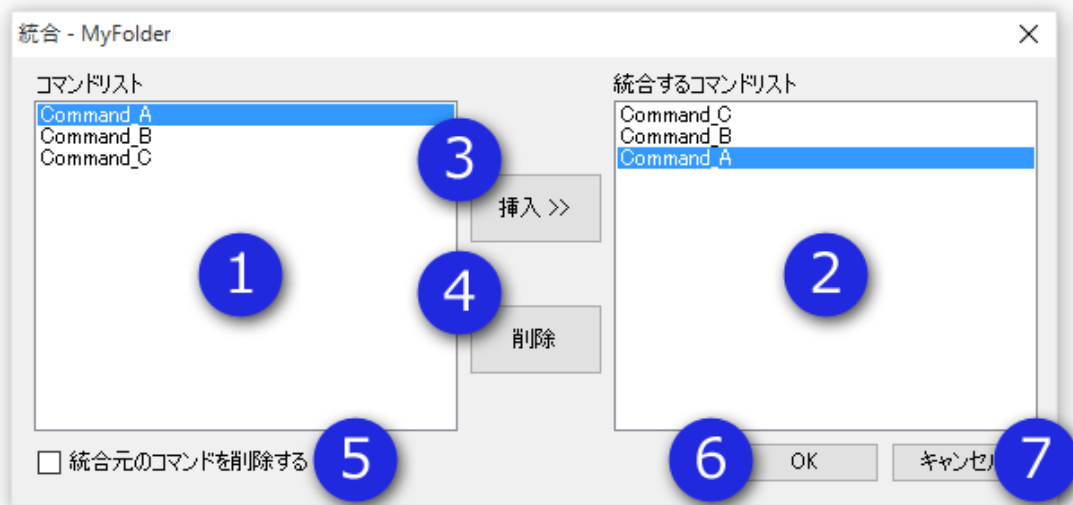 統合 - MyFolder
コマンドリスト
統合するコマンドリスト
Command_A
Command_B
Command_C
Command_C
Command_B
Command_A
3
挿入 >>
1
2
4
削除
統合元のコマンドを削除する
5
6
OK
キャンセル
7